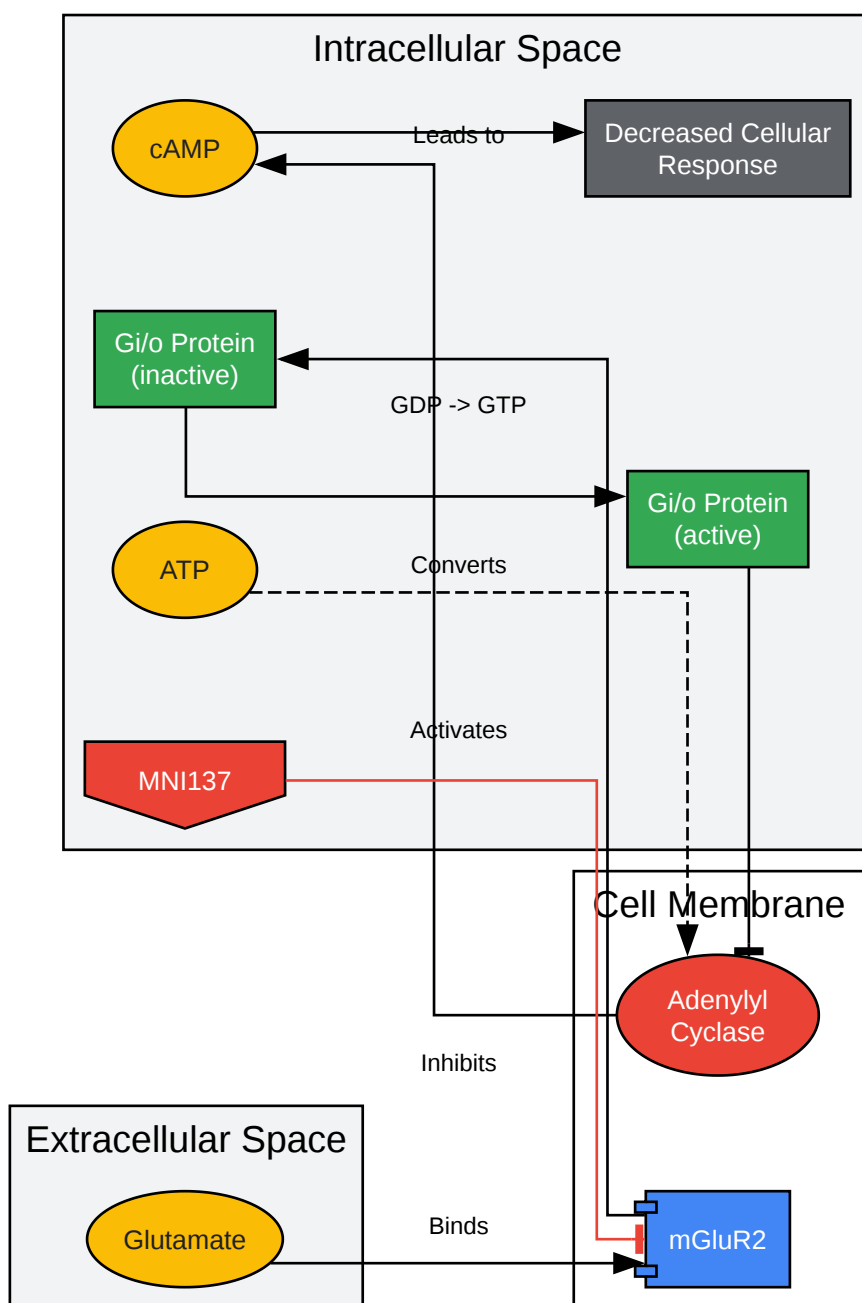 Intracellular Space
cAMP
Leads to
Decreased Cellular
Response
Gi/o Protein
(inactive)
GDP -> GTP
Gi/o Protein
(active)
ATP
Converts
Activates
MNI137
Cell Membrane
Adenylyl
Cyclase
Inhibits
Extracellular Space
Glutamate
Binds
mGluR2